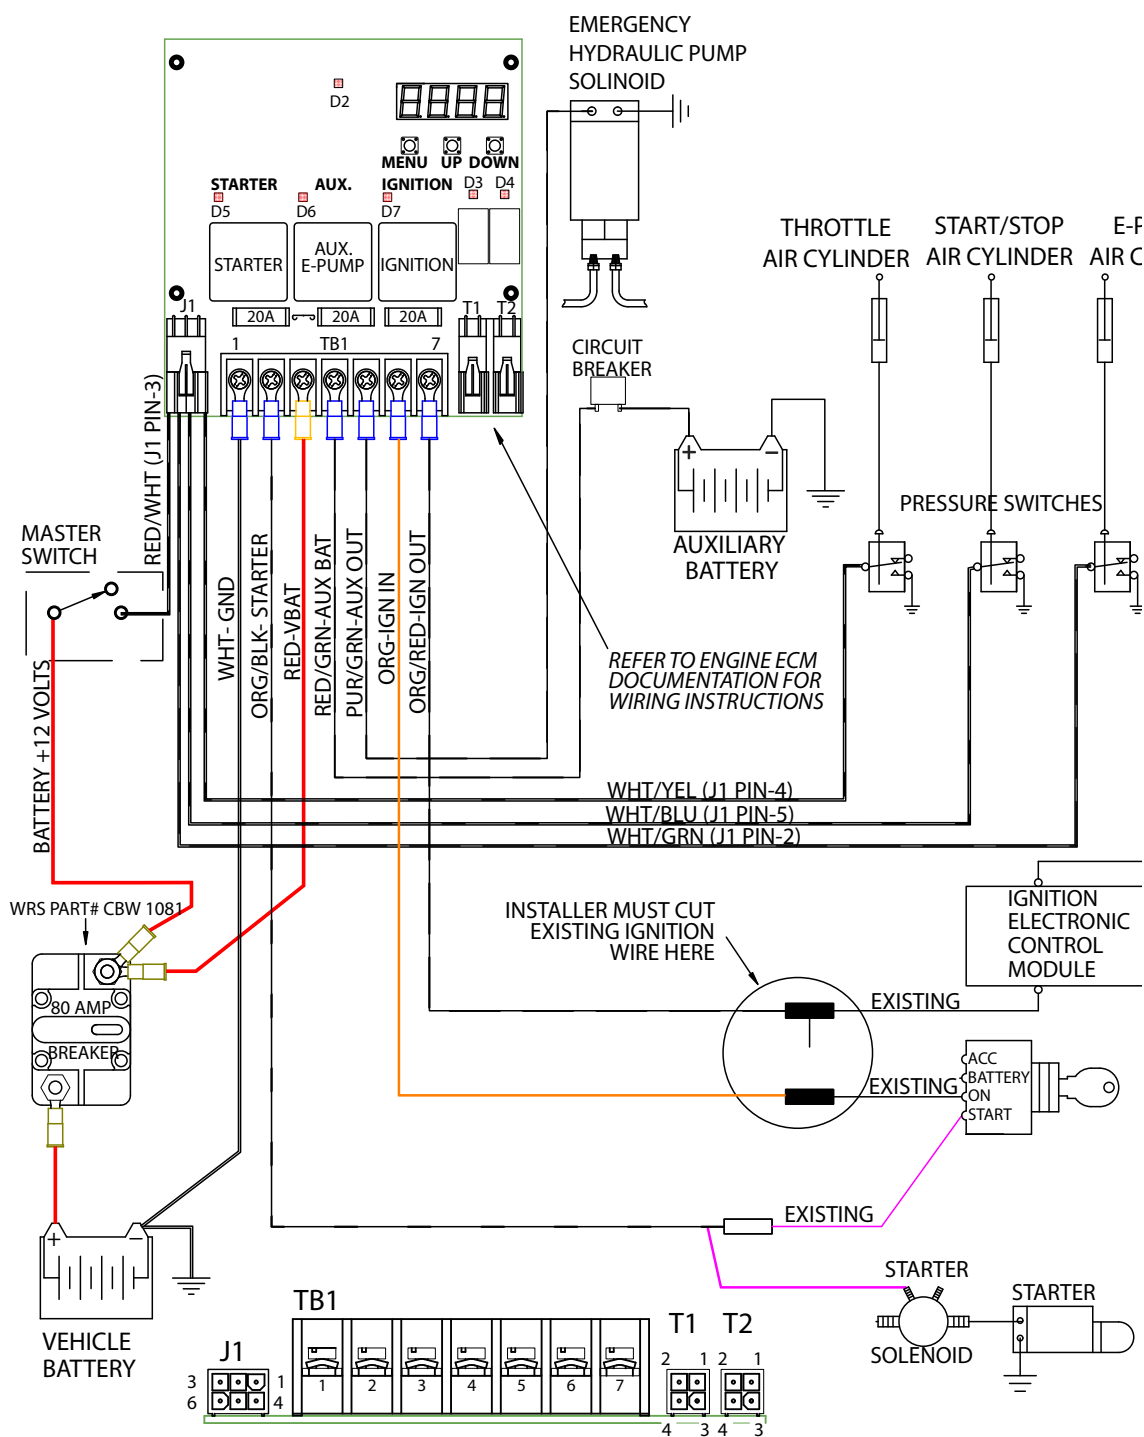 EMERGENCY
HYDRAULIC PUMP
SOLINOID
D2
MENU UP DOWN
STARTER AUX. IGNITION D3 D4
D5 D6 D7
STARTER
AUX.
E-PUMP
IGNITION
THROTTLE
AIR CYLINDER
START/STOP
AIR CYLINDER
E-P
AIR C
J1
20A 20A 20A
T1 T2
1 TB1 7
CIRCUIT
BREAKER
+ −
AUXILIARY
BATTERY
PRESSURE SWITCHES
RED/WHT (J1 PIN-3)
MASTER
SWITCH
WHT- GND
ORG/BLK- STARTER
RED-VBAT
RED/GRN-AUX BAT
PUR/GRN-AUX OUT
ORG-IGN IN
ORG/RED-IGN OUT
REFER TO ENGINE ECM
DOCUMENTATION FOR
WIRING INSTRUCTIONS
BATTERY +12 VOLTS
WHT/YEL (J1 PIN-4)
WHT/BLU (J1 PIN-5)
WHT/GRN (J1 PIN-2)
WRS PART# CBW 1081
80 AMP
BREAKER
INSTALLER MUST CUT
EXISTING IGNITION
WIRE HERE
IGNITION
ELECTRONIC
CONTROL
MODULE
EXISTING
EXISTING
ACC
BATTERY
ON
START
EXISTING
+ −
VEHICLE
BATTERY
STARTER
SOLENOID
STARTER
TB1
J1
3 1
6 4
1 2 3 4 5 6 7
T1 T2
2 1 2 1
4 3 4 3